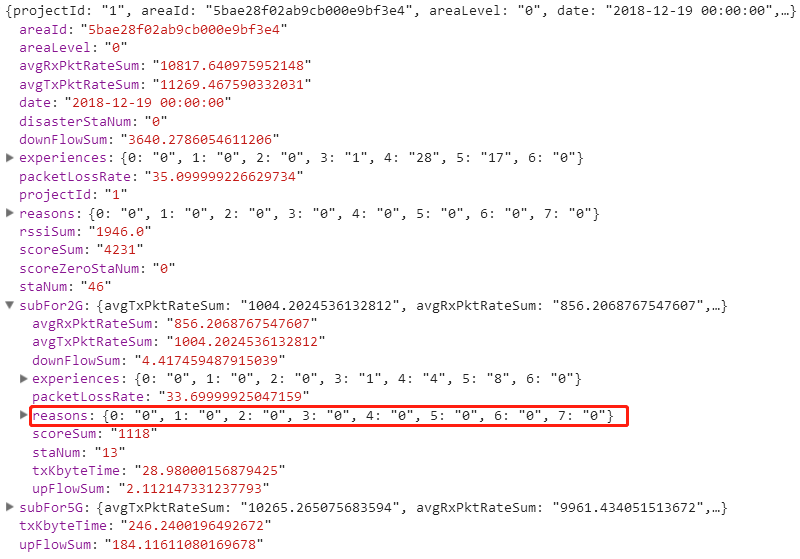 {projectId: "1", areaId: "5bae28f02ab9cb000e9bf3e4", areaLevel: "0", date: "2018-12-19 00:00:00",…}
areaId: "5bae28f02ab9cb000e9bf3e4"
areaLevel: "0"
avgRxPktRateSum: "10817.640975952148"
avgTxPktRateSum: "11269.467590332031"
date: "2018-12-19 00:00:00"
disasterStaNum: "0"
downFlowSum: "3640.2786054611206"
experiences: {0: "0", 1: "0", 2: "0", 3: "1", 4: "28", 5: "17", 6: "0"}
packetLossRate: "35.099999226629734"
projectId: "1"
reasons: {0: "0", 1: "0", 2: "0", 3: "0", 4: "0", 5: "0", 6: "0", 7: "0"}
rssiSum: "1946.0"
scoreSum: "4231"
scoreZeroStaNum: "0"
staNum: "46"
subFor2G: {avgTxPktRateSum: "1004.2024536132812", avgRxPktRateSum: "856.2068767547607",…}
avgRxPktRateSum: "856.2068767547607"
avgTxPktRateSum: "1004.2024536132812"
downFlowSum: "4.417459487915039"
experiences: {0: "0", 1: "0", 2: "0", 3: "1", 4: "4", 5: "8", 6: "0"}
packetLossRate: "33.69999925047159"
reasons: {0: "0", 1: "0", 2: "0", 3: "0", 4: "0", 5: "0", 6: "0", 7: "0"}
scoreSum: "1118"
staNum: "13"
txKbyteTime: "28.98000156879425"
upFlowSum: "2.112147331237793"
subFor5G: {avgTxPktRateSum: "10265.265075683594", avgRxPktRateSum: "9961.434051513672",…}
txKbyteTime: "246.2400196492672"
upFlowSum: "184.11611080169678"